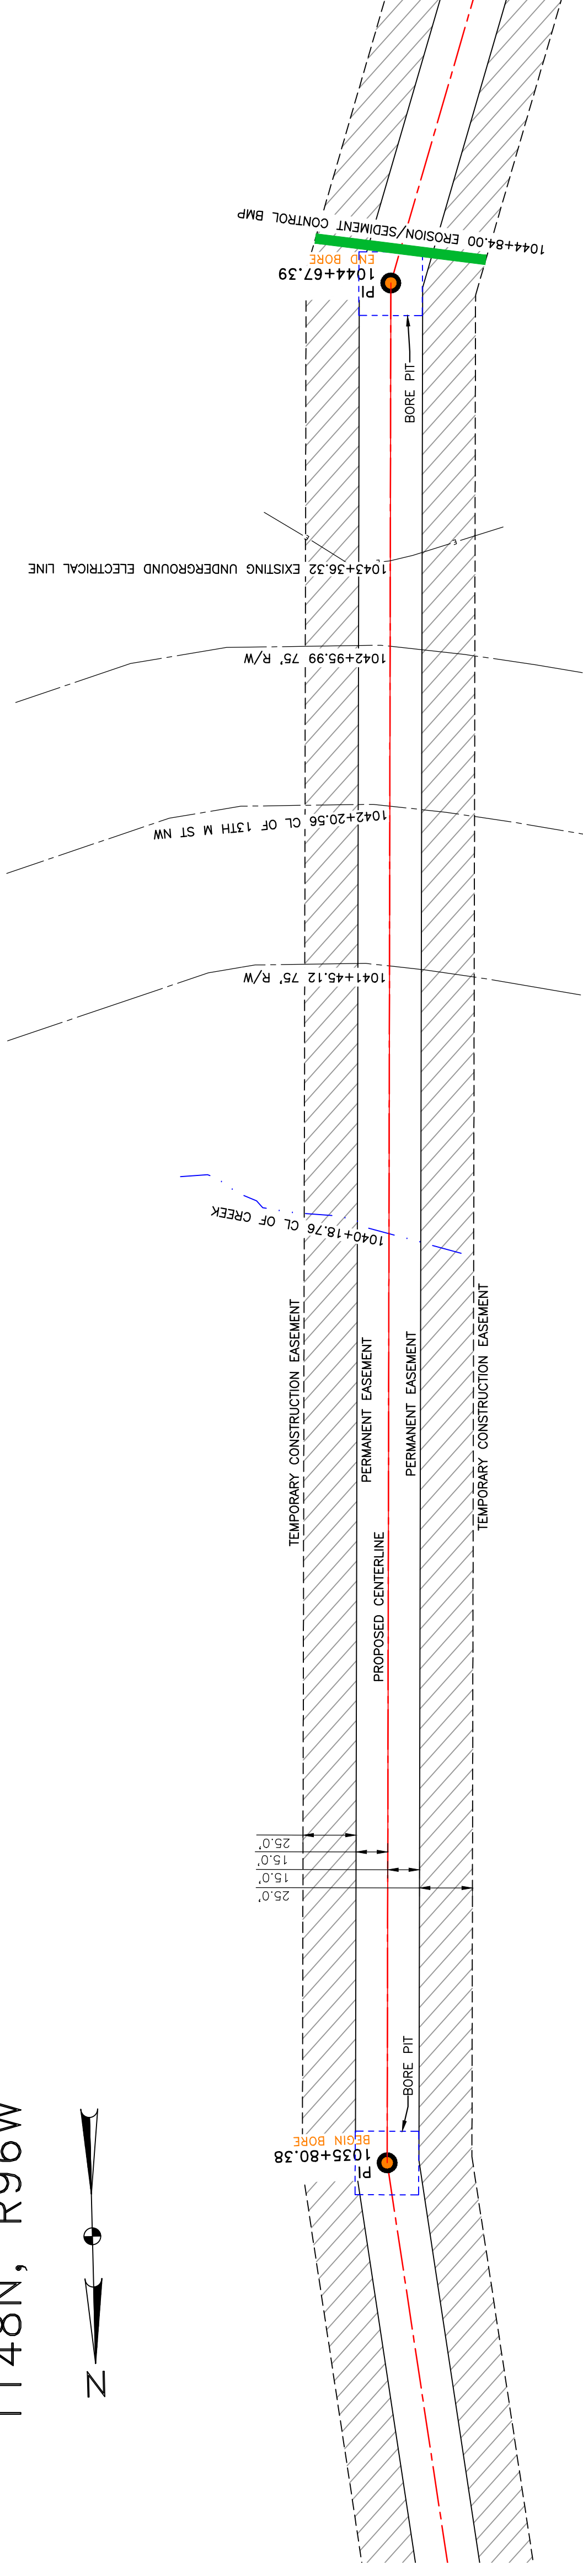 1044+84.00 EROSION/SEDIMENT CONTROL BMP
PI
1044+67.39
END BORE
BORE PIT
1043+36.32 EXISTING UNDERGROUND ELECTRICAL LINE
1042+95.99 75' R/W
1042+20.56 CL OF 13TH M ST NW
1041+45.12 75' R/W
1040+18.76 CL OF CREEK
TEMPORARY CONSTRUCTION EASEMENT
PERMANENT EASEMENT
PERMANENT EASEMENT
TEMPORARY CONSTRUCTION EASEMENT
PROPOSED CENTERLINE
25.0'
15.0'
15.0'
25.0'
BORE PIT
PI
1035+80.38
BEGIN BORE
T148N, R96W
N